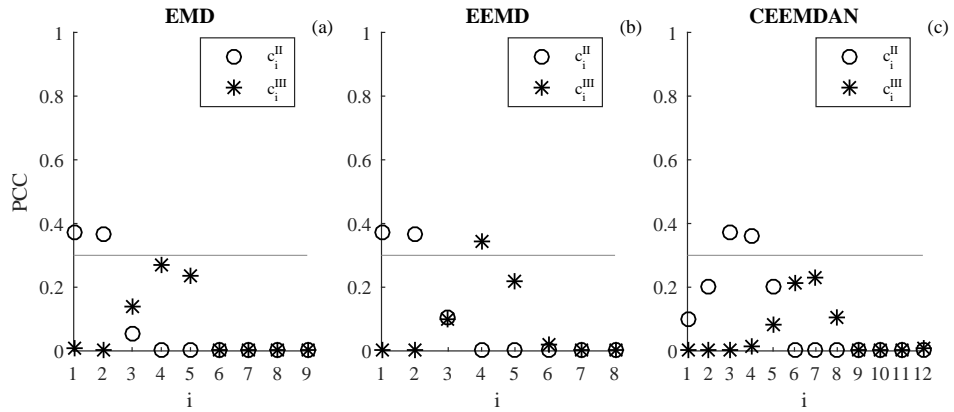 EMD
(a)
c_i^II
c_i^III
1
0.8
0.6
0.4
0.2
0
PCC
1 2 3 4 5 6 7 8 9
i
EEMD
(b)
c_i^II
c_i^III
1
0.8
0.6
0.4
0.2
0
1 2 3 4 5 6 7 8
i
CEEMDAN
(c)
c_i^II
c_i^III
1
0.8
0.6
0.4
0.2
0
1 2 3 4 5 6 7 8 9 10 11 12
i